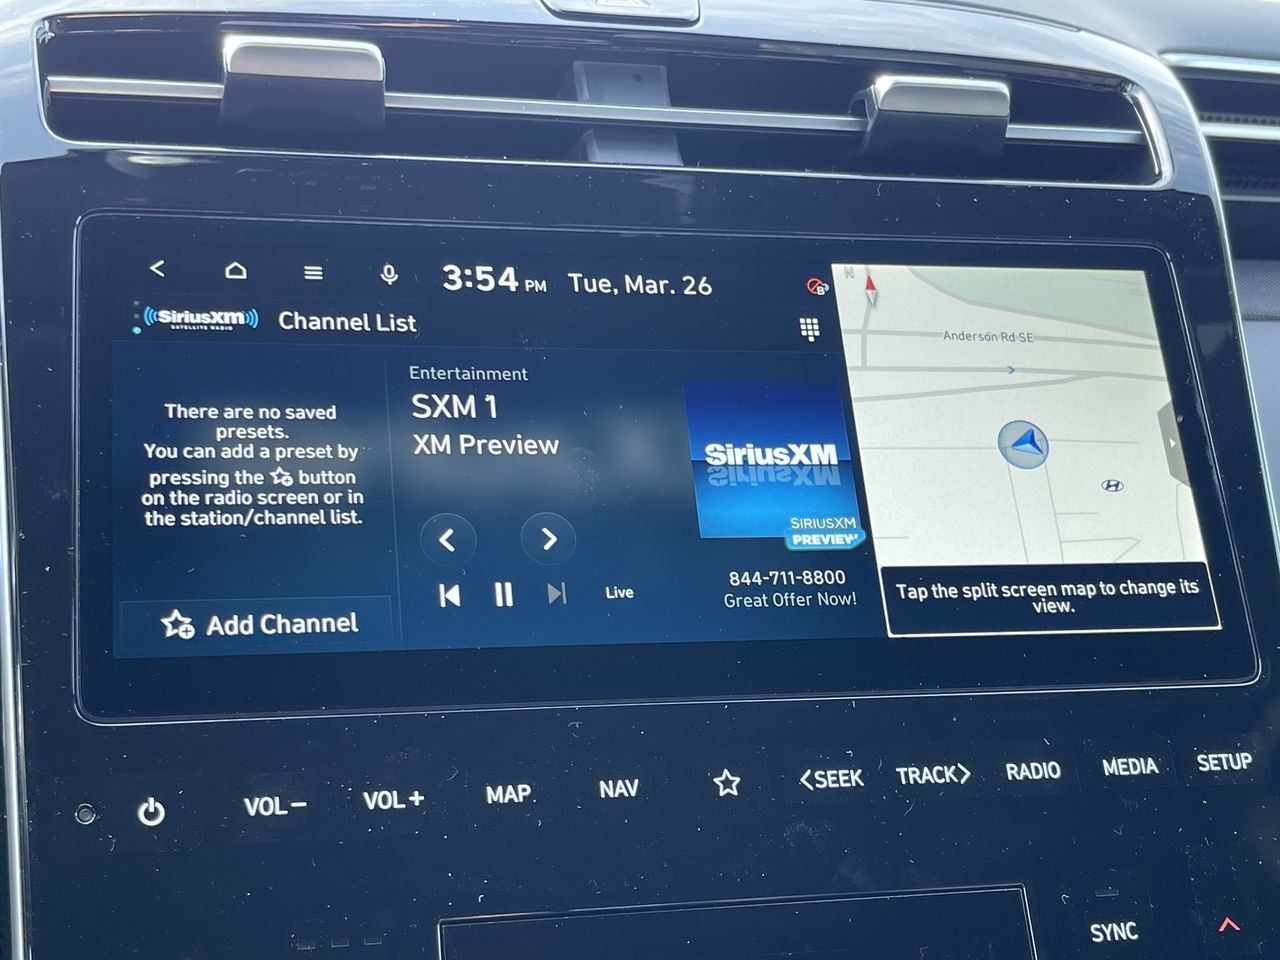 3:54 PM Tue, Mar. 26
SiriusXM
SATELLITE RADIO
Channel List
There are no saved
presets.
You can add a preset by
pressing the button
on the radio screen or in
the station/channel list.
Add Channel
Entertainment
SXM 1
XM Preview
Live
SiriusXM
SIRIUSXM
PREVIEW
844-711-8800
Great Offer Now!
N
Anderson Rd SE
Tap the split screen map to change its
view.
VOL− VOL+ MAP NAV <SEEK TRACK> RADIO MEDIA SETUP
SYNC